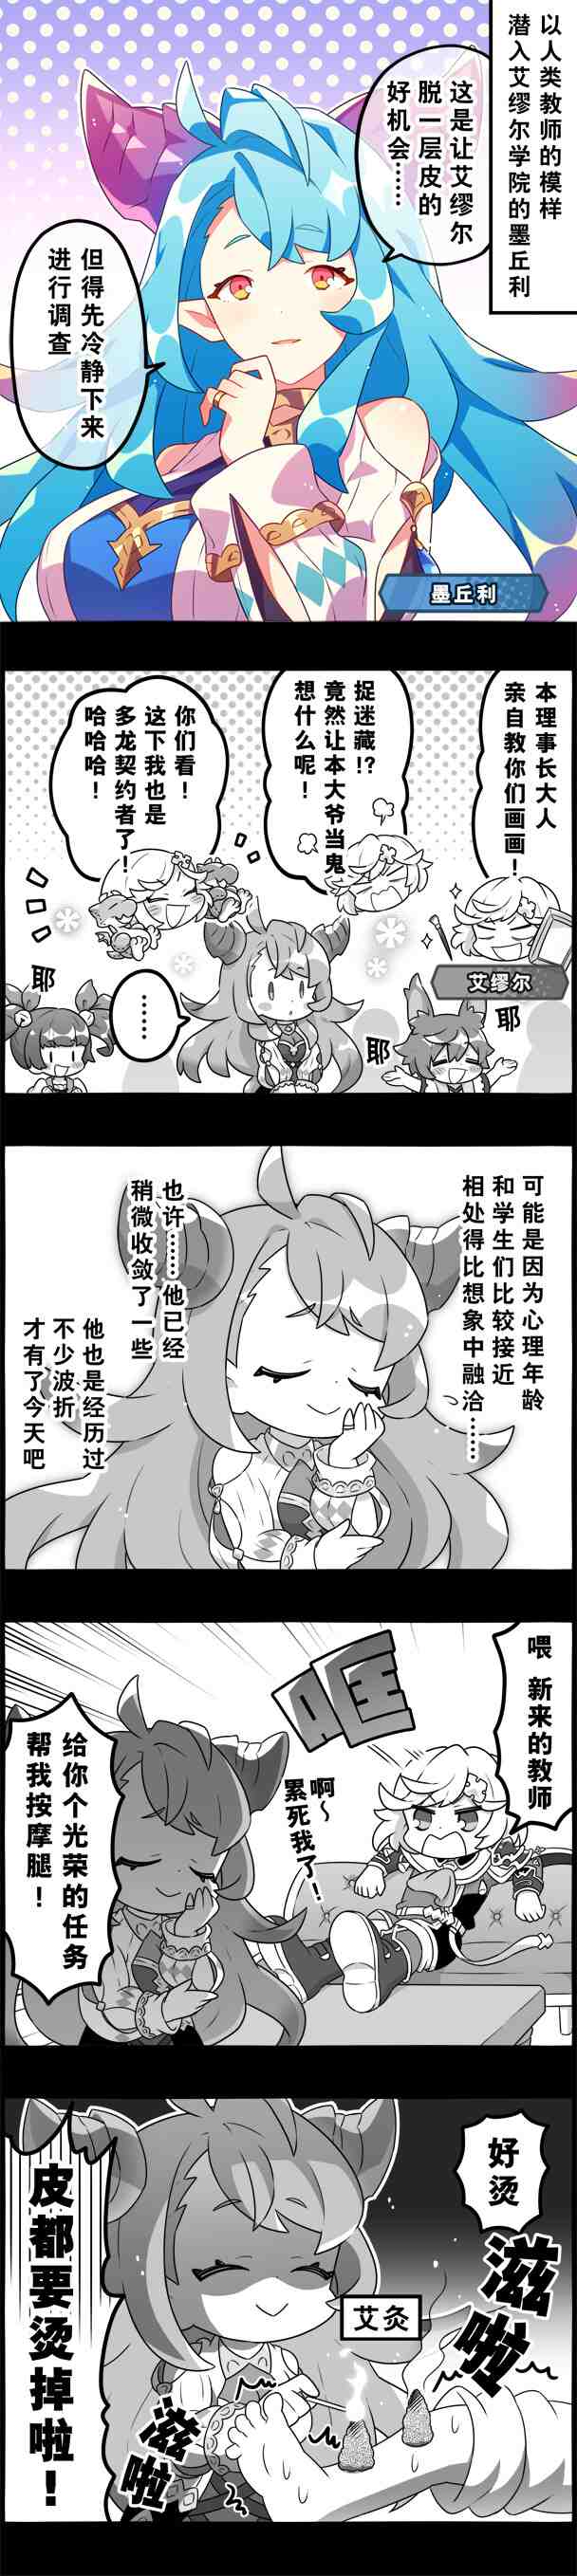 以人类教师的模样
潜入艾缪尔学院的墨丘利
这是让艾缪尔
脱一层皮的
好机会……
但得先冷静下来
进行调查
墨丘利
本理事长大人
亲自教你们画画！
捉迷藏!?
竟然让本大爷当鬼
想什么呢！
你们看！
这下我也是
多龙契约者了！
哈哈哈！
艾缪尔
耶
耶
……
耶
可能是因为心理年龄
和学生们比较接近
相处得比想象中融洽……
也许……他已经
稍微收敛了一些
他也是经历过
不少波折
才有了今天吧
喂 新来的教师
哐
啊～
累死我了！
给你个光荣的任务
帮我按摩腿！
好烫
滋啦
艾灸
滋啦
皮都要烫掉啦！